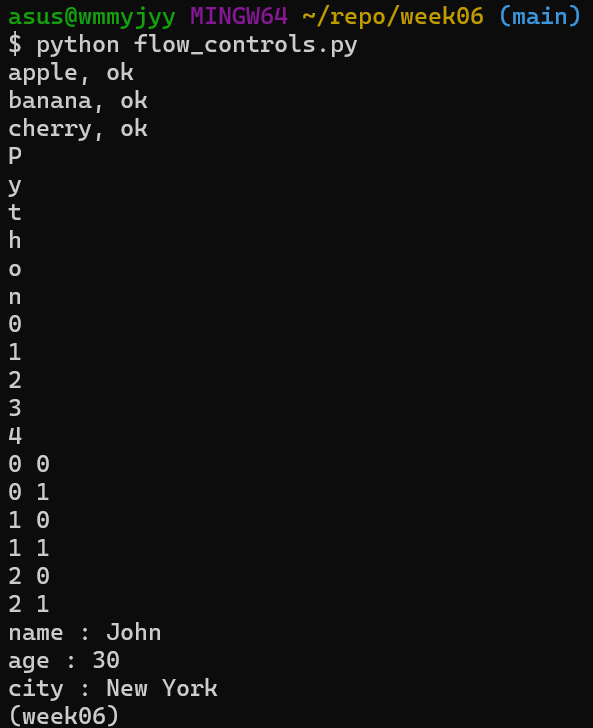 asus@wmmyjyy MINGW64 ~/repo/week06 (main)
$ python flow_controls.py
apple, ok
banana, ok
cherry, ok
P
y
t
h
o
n
0
1
2
3
4
0 0
0 1
1 0
1 1
2 0
2 1
name : John
age : 30
city : New York
(week06)